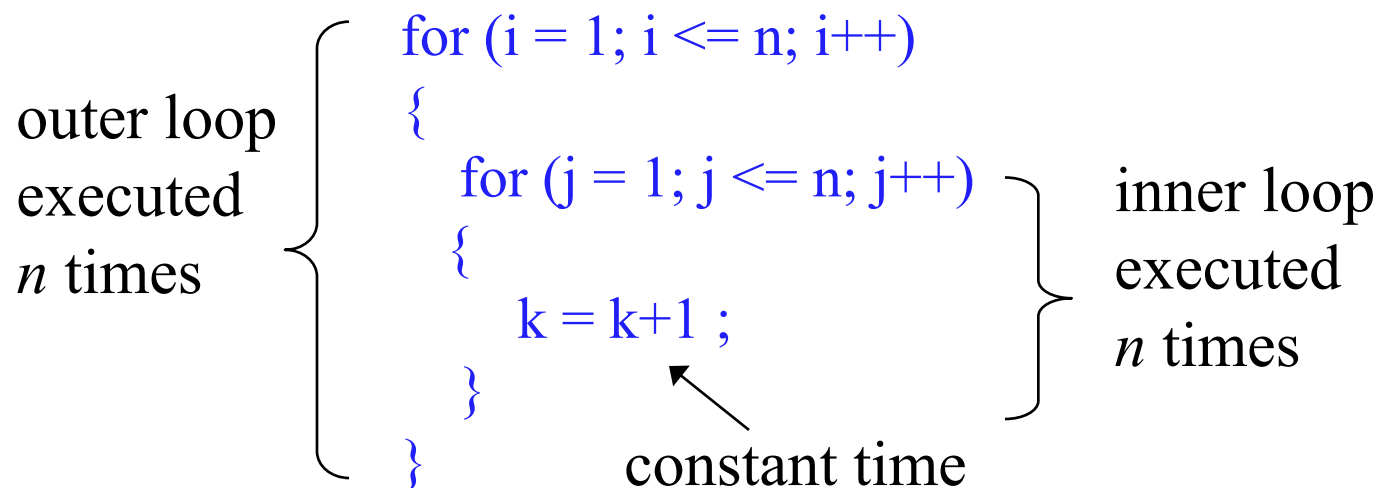 for (i = 1; i <= n; i++)
{
for (j = 1; j <= n; j++)
{
k = k+1 ;
}
}
outer loop
executed
n times
inner loop
executed
n times
constant time